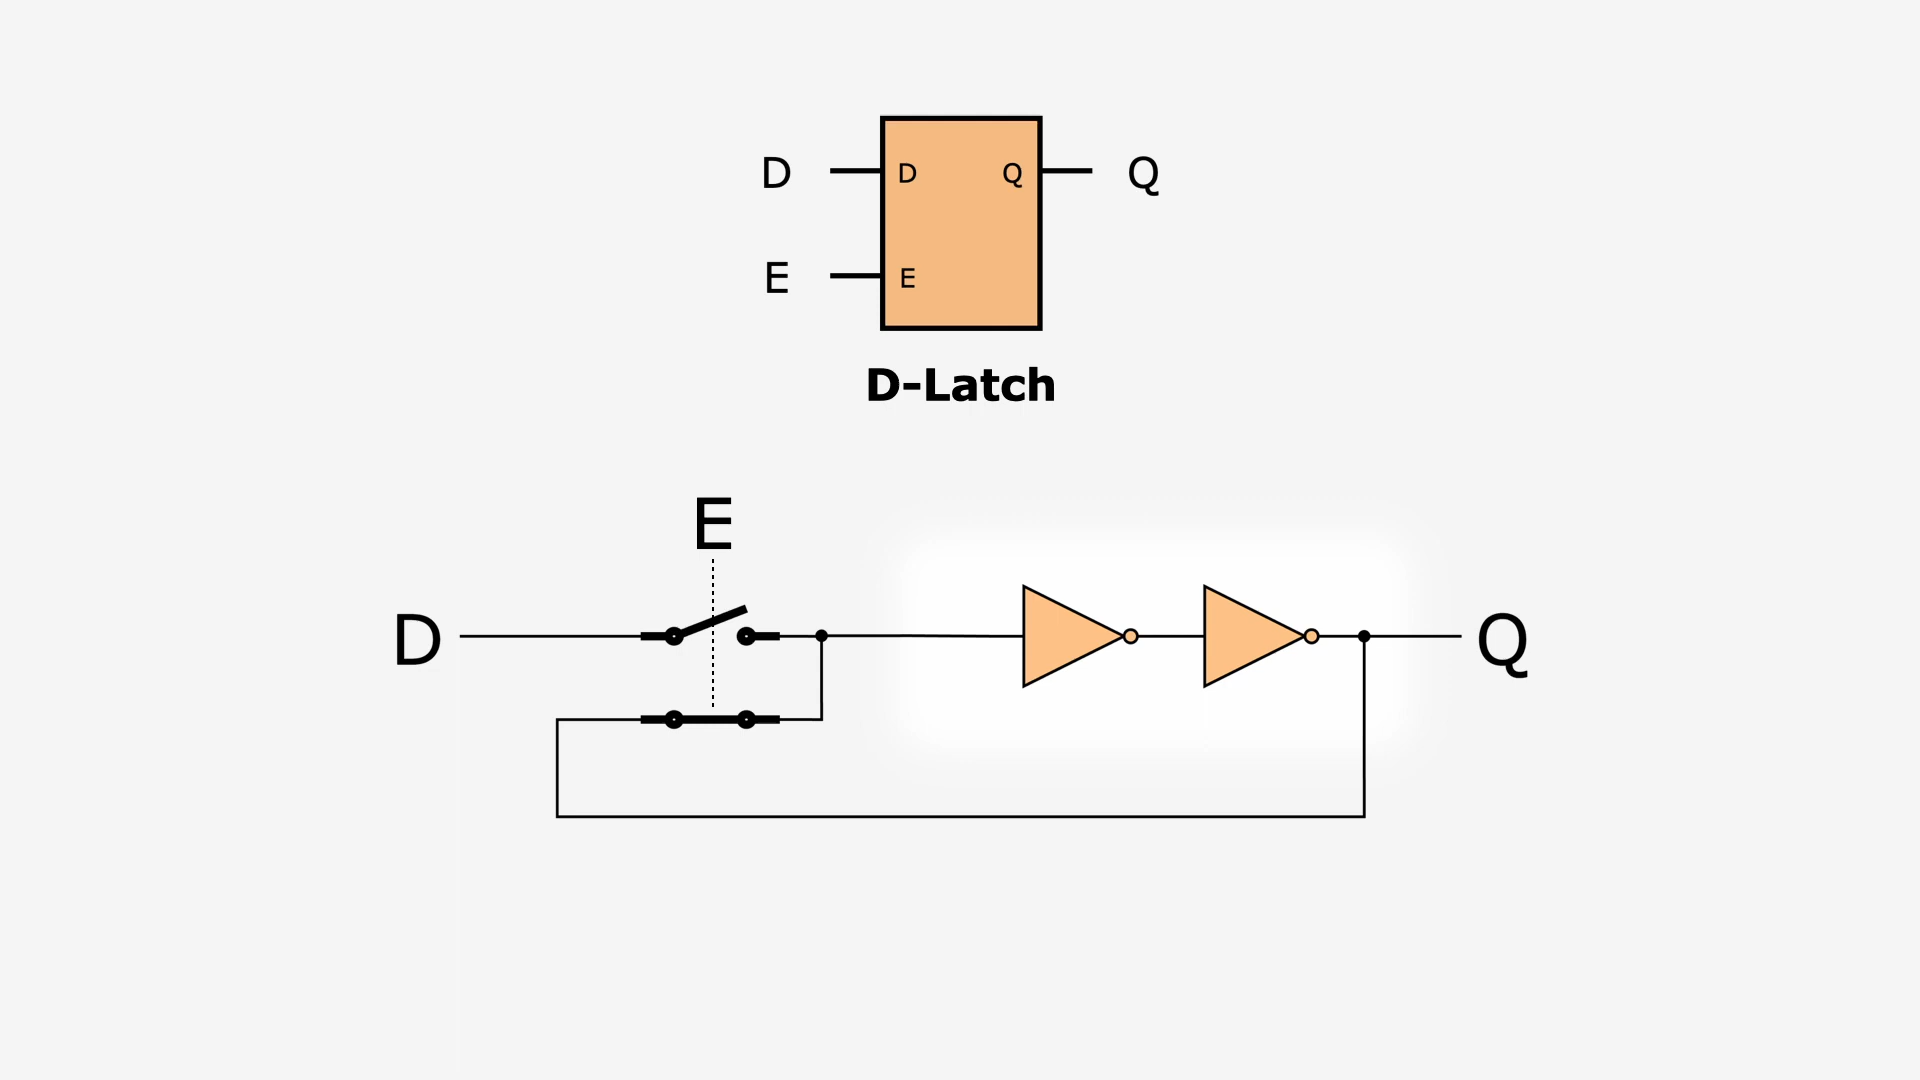 D D Q Q
E E
D-Latch
E
D Q